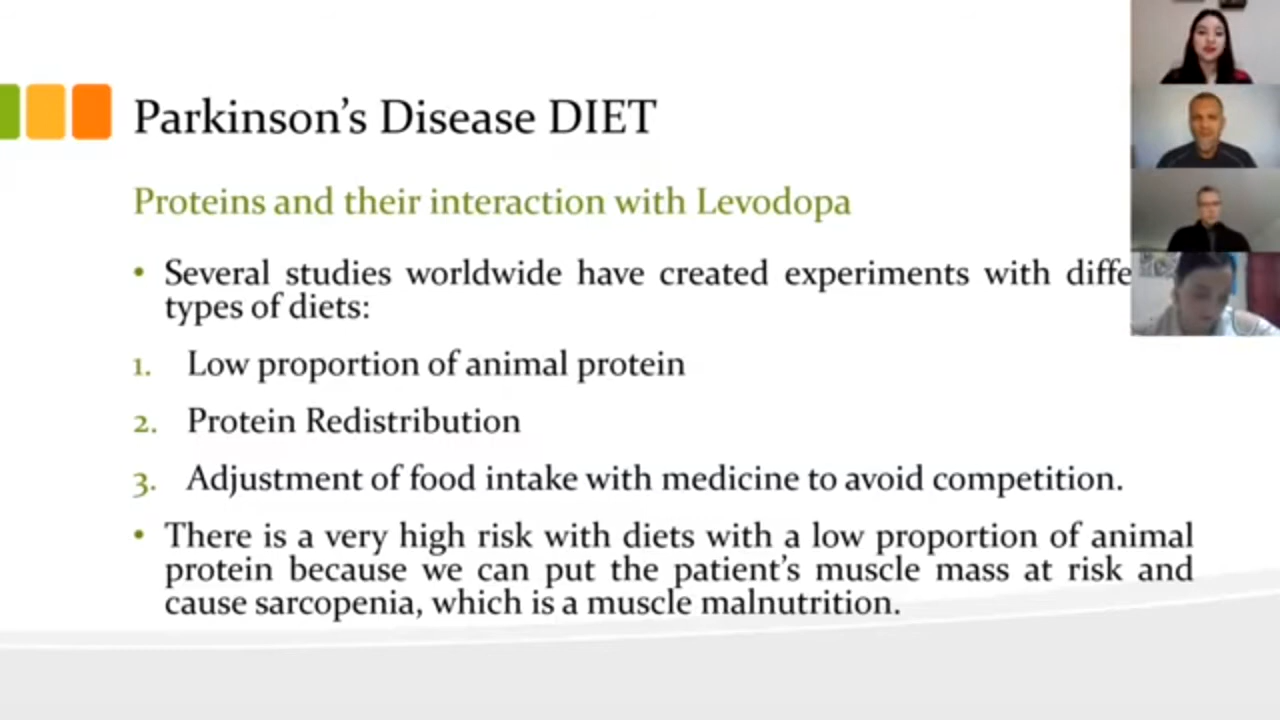 Parkinson's Disease DIET
Proteins and their interaction with Levodopa
• Several studies worldwide have created experiments with diffe
types of diets:
1. Low proportion of animal protein
2. Protein Redistribution
3. Adjustment of food intake with medicine to avoid competition.
• There is a very high risk with diets with a low proportion of animal
protein because we can put the patient's muscle mass at risk and
cause sarcopenia, which is a muscle malnutrition.